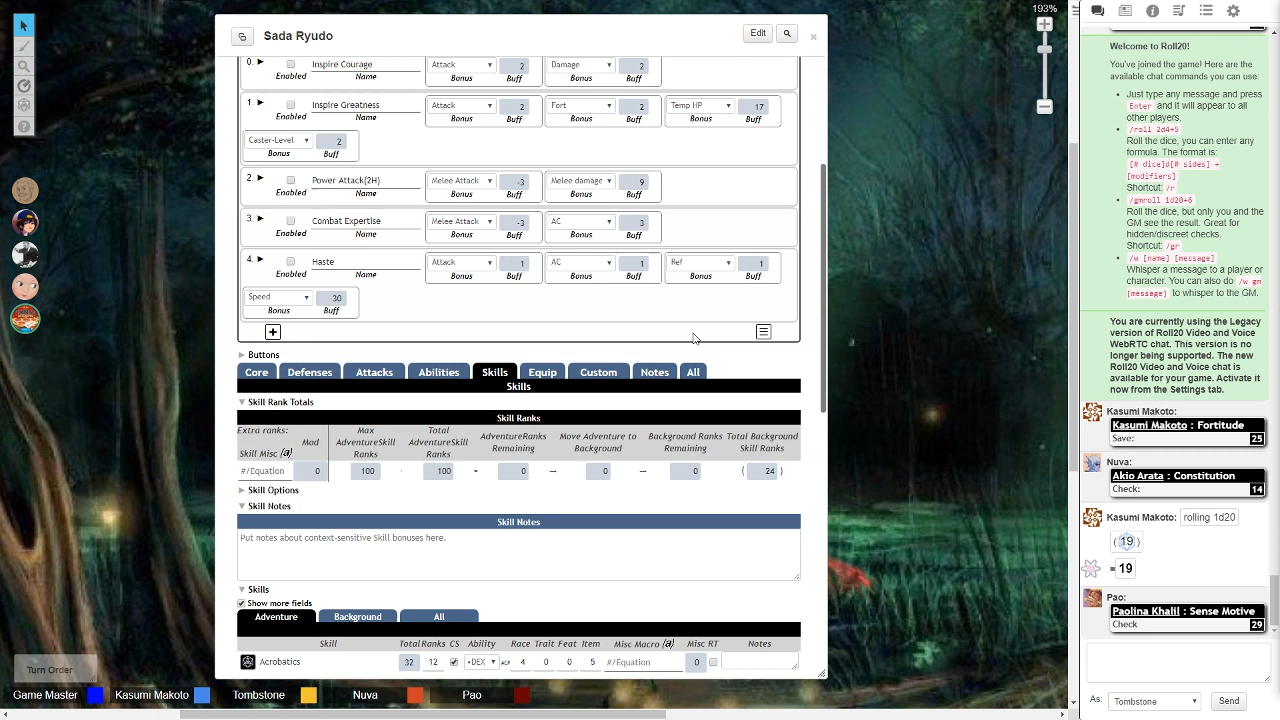 193%
Sada Ryudo
Edit
0. Inspire Courage Attack 2 Damage 2
Enabled Name Bonus Buff Bonus Buff
1. Inspire Greatness Attack 2 Fort 2 Temp HP 17
Enabled Name Bonus Buff Bonus Buff Bonus Buff
Caster-Level 2
Bonus Buff
2. Power Attack(2H) Melee Attack -3 Melee damage 9
Enabled Name Bonus Buff Bonus Buff
3. Combat Expertise Melee Attack -3 AC 3
Enabled Name Bonus Buff Bonus Buff
4. Haste Attack 1 AC 1 Ref 1
Enabled Name Bonus Buff Bonus Buff Bonus Buff
Speed 30
Bonus Buff
Buttons
Core Defenses Attacks Abilities Skills Equip Custom Notes All
Skills
Skill Rank Totals
Skill Ranks
Extra ranks:
Skill Misc (a) Mod
Max AdventureSkill Ranks
Total AdventureSkill Ranks
AdventureRanks Remaining
Move Adventure to Background
Background Ranks Remaining
Total Background Skill Ranks
#/Equation 0 100 - 100 = 0 → 0 → 0 ( 24 )
Skill Options
Skill Notes
Skill Notes
Put notes about context-sensitive Skill bonuses here.
Skills
Show more fields
Adventure Background All
Skill Total Ranks CS Ability Race Trait Feat Item Misc Macro (a) Misc RT Notes
Acrobatics 32 12 •DEX ACP 4 0 0 5 #/Equation 0
Turn Order
Game Master Kasumi Makoto Tombstone Nuva Pao
Welcome to Roll20!
You've joined the game! Here are the
available chat commands you can use:
• Just type any message and press
Enter and it will appear to all
other players.
• /roll 2d4+5
Roll the dice, you can enter any
formula. The format is:
[# dice]d[# sides] +
[modifiers]
Shortcut: /r
• /gmroll 1d20+6
Roll the dice, but only you and the
GM see the result. Great for
hidden/discreet checks.
Shortcut: /gr
• /w [name] [message]
Whisper a message to a player or
character. You can also do /w gm
[message] to whisper to the GM.
You are currently using the Legacy
version of Roll20 Video and Voice
WebRTC chat. This version is no
longer being supported. The new
Roll20 Video and Voice chat is
available for your game. Activate it
now from the Settings tab.
Kasumi Makoto:
Kasumi Makoto : Fortitude
Save: 25
Nuva:
Akio Arata : Constitution
Check: 14
Kasumi Makoto: rolling 1d20
(19)
=19
Pao:
Paolina Khalil : Sense Motive
Check 29
As: Tombstone Send